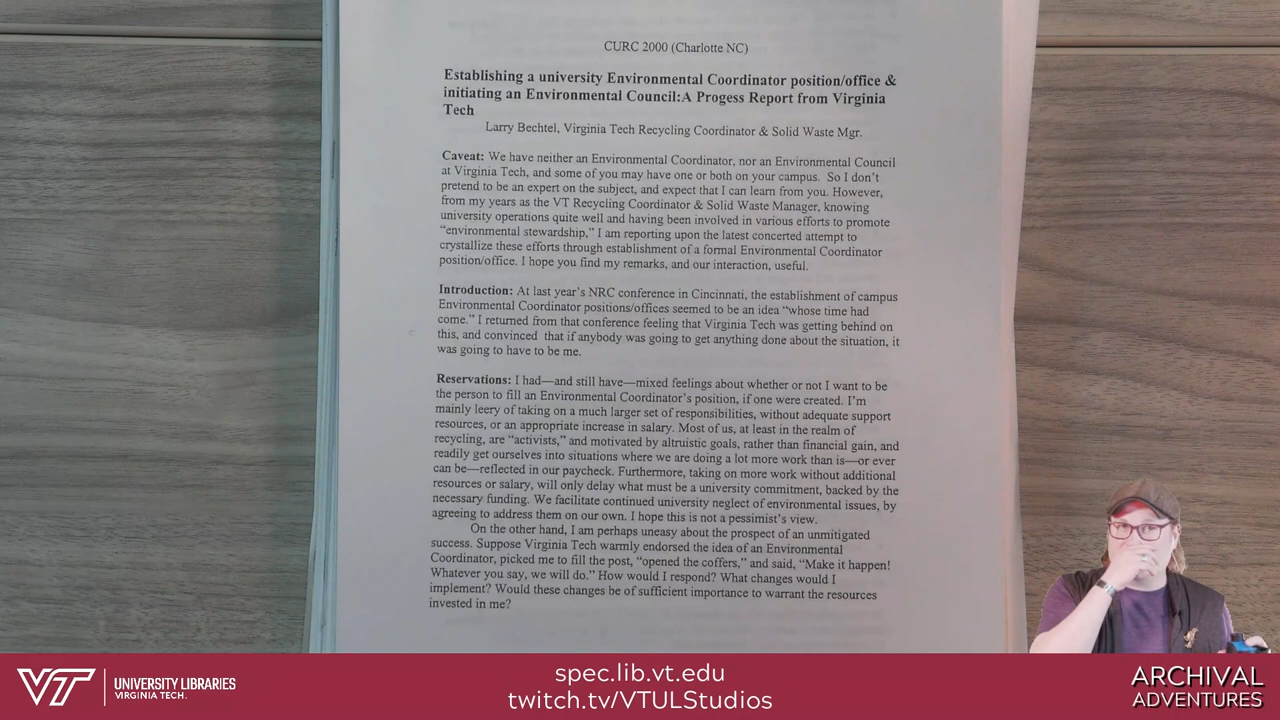 CURC 2000 (Charlotte NC)
Establishing a university Environmental Coordinator position/office &
initiating an Environmental Council:A Progess Report from Virginia
Tech
Larry Bechtel, Virginia Tech Recycling Coordinator & Solid Waste Mgr.
Caveat: We have neither an Environmental Coordinator, nor an Environmental Council
at Virginia Tech, and some of you may have one or both on your campus. So I don't
pretend to be an expert on the subject, and expect that I can learn from you. However,
from my years as the VT Recycling Coordinator & Solid Waste Manager, knowing
university operations quite well and having been involved in various efforts to promote
"environmental stewardship," I am reporting upon the latest concerted attempt to
crystallize these efforts through establishment of a formal Environmental Coordinator
position/office. I hope you find my remarks, and our interaction, useful.
Introduction: At last year's NRC conference in Cincinnati, the establishment of campus
Environmental Coordinator positions/offices seemed to be an idea "whose time had
come." I returned from that conference feeling that Virginia Tech was getting behind on
this, and convinced that if anybody was going to get anything done about the situation, it
was going to have to be me.
Reservations: I had—and still have—mixed feelings about whether or not I want to be
the person to fill an Environmental Coordinator's position, if one were created. I'm
mainly leery of taking on a much larger set of responsibilities, without adequate support
resources, or an appropriate increase in salary. Most of us, at least in the realm of
recycling, are "activists," and motivated by altruistic goals, rather than financial gain, and
readily get ourselves into situations where we are doing a lot more work than is—or ever
can be—reflected in our paycheck. Furthermore, taking on more work without additional
resources or salary, will only delay what must be a university commitment, backed by the
necessary funding. We facilitate continued university neglect of environmental issues, by
agreeing to address them on our own. I hope this is not a pessimist's view.
On the other hand, I am perhaps uneasy about the prospect of an unmitigated
success. Suppose Virginia Tech warmly endorsed the idea of an Environmental
Coordinator, picked me to fill the post, "opened the coffers," and said, "Make it happen!
Whatever you say, we will do." How would I respond? What changes would I
implement? Would these changes be of sufficient importance to warrant the resources
invested in me?
VT UNIVERSITY LIBRARIES
VIRGINIA TECH.
spec.lib.vt.edu
twitch.tv/VTULStudios
ARCHIVAL
ADVENTURES